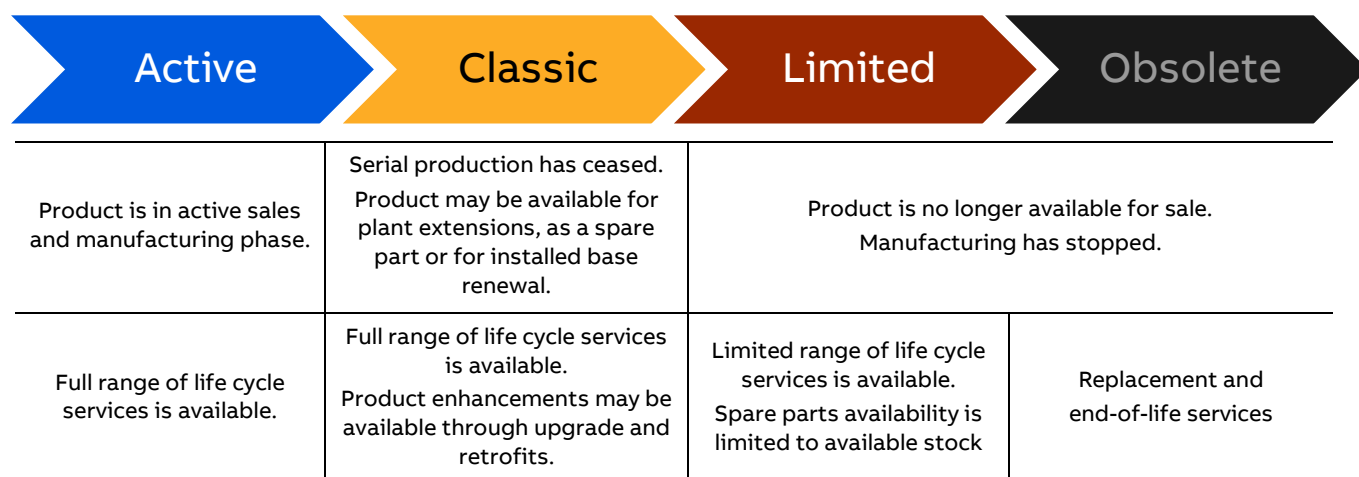 Active
Classic
Limited
Obsolete
Product is in active sales
and manufacturing phase.
Serial production has ceased.
Product may be available for
plant extensions, as a spare
part or for installed base
renewal.
Product is no longer available for sale.
Manufacturing has stopped.
Full range of life cycle
services is available.
Full range of life cycle services
is available.
Product enhancements may be
available through upgrade and
retrofits.
Limited range of life cycle
services is available.
Spare parts availability is
limited to available stock
Replacement and
end-of-life services